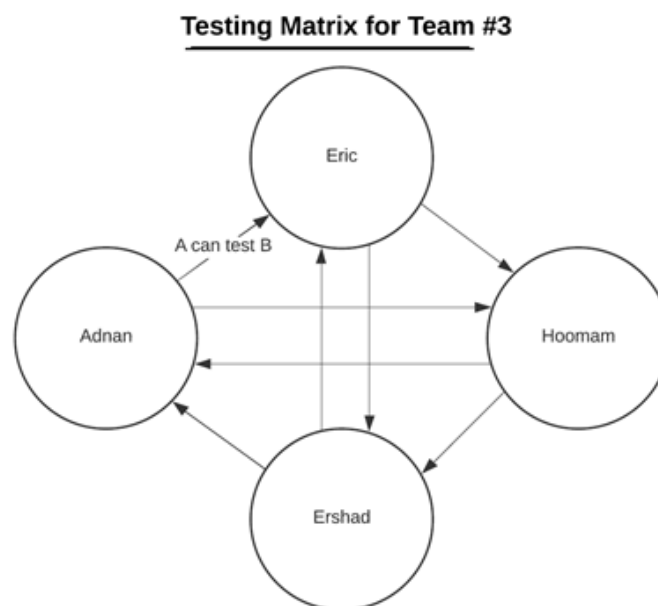 Testing Matrix for Team #3
Eric
A can test B
Adnan
Hoomam
Ershad